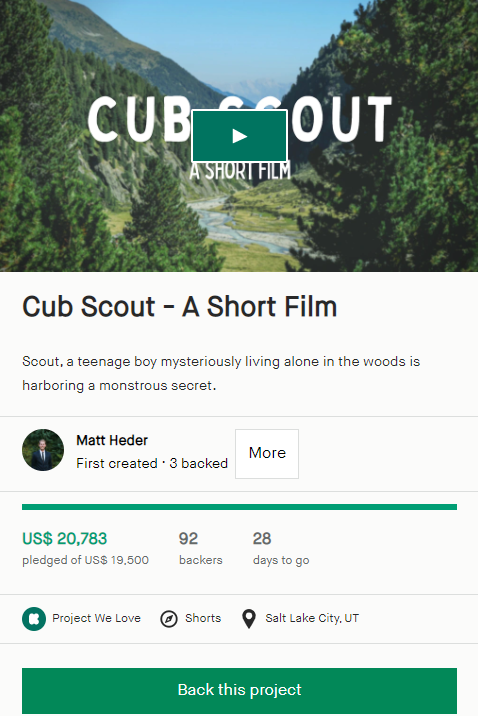 CUB SCOUT
A SHORT FILM
Cub Scout - A Short Film
Scout, a teenage boy mysteriously living alone in the woods is
harboring a monstrous secret.
Matt Heder
First created · 3 backed
More
US$ 20,783
pledged of US$ 19,500
92
backers
28
days to go
Project We Love
Shorts
Salt Lake City, UT
Back this project